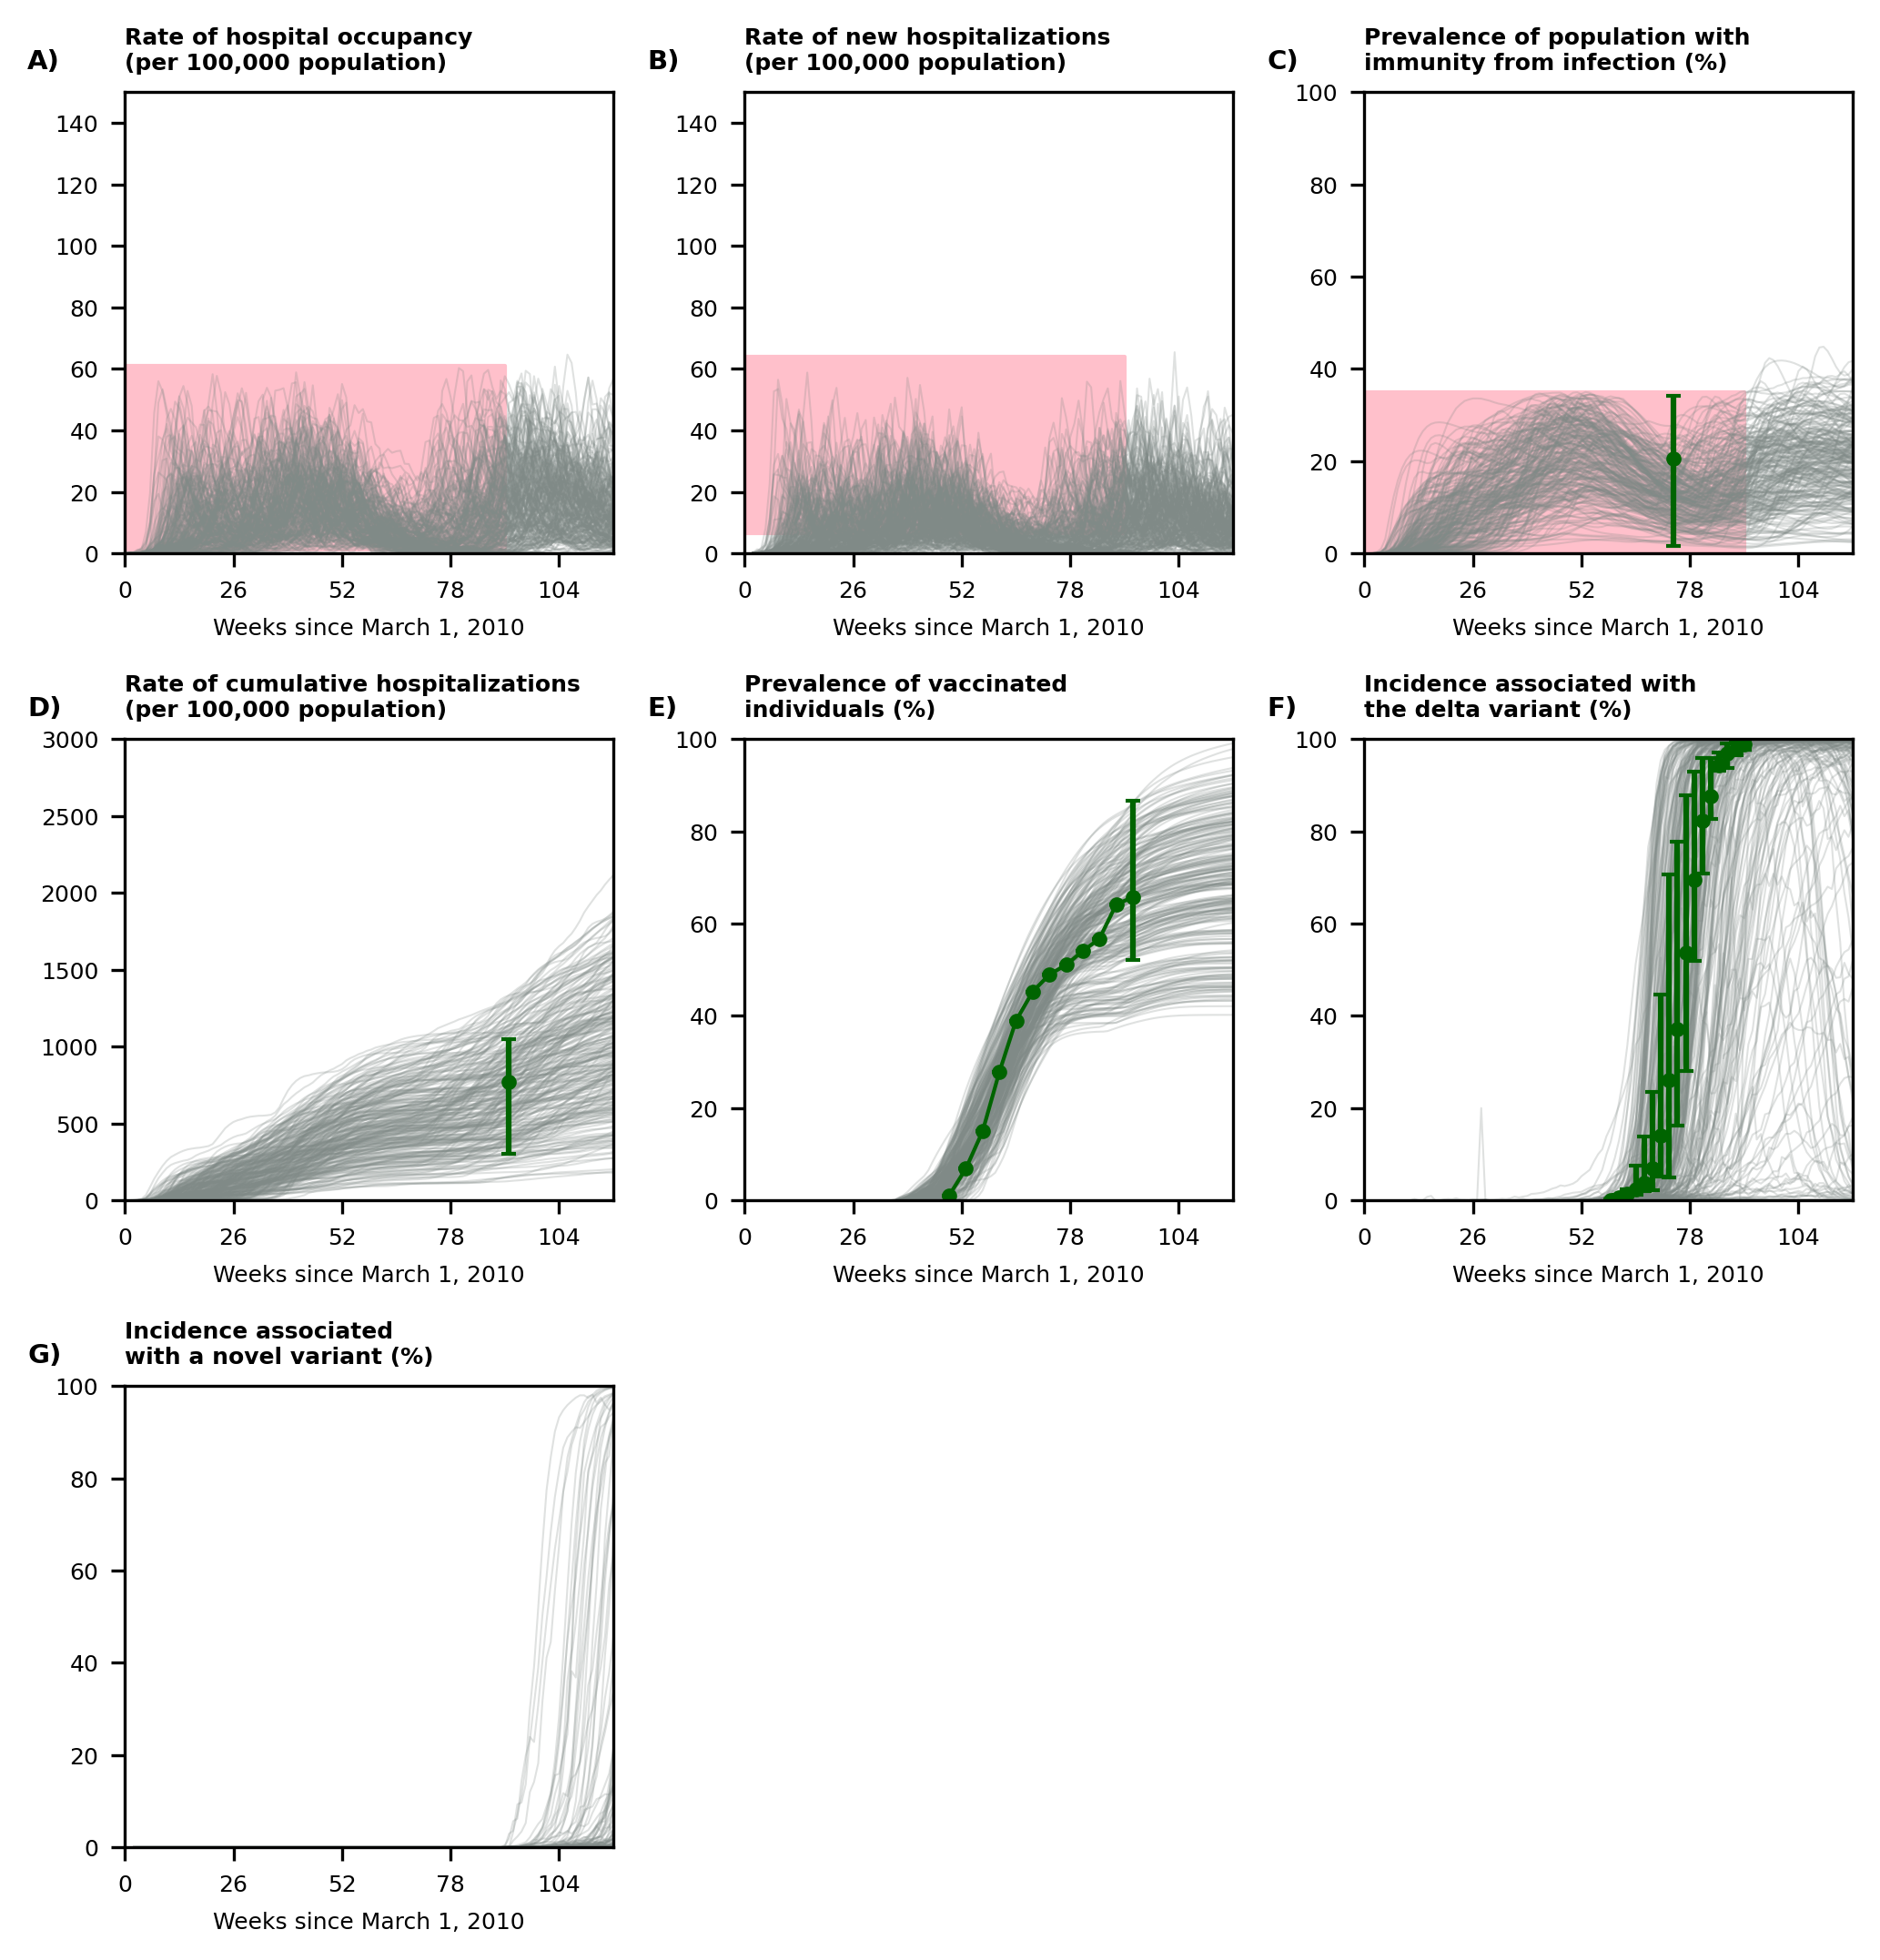 A)
Rate of hospital occupancy
(per 100,000 population)
140
120
100
80
60
40
20
0
0 26 52 78 104
Weeks since March 1, 2010
B)
Rate of new hospitalizations
(per 100,000 population)
140
120
100
80
60
40
20
0
0 26 52 78 104
Weeks since March 1, 2010
C)
Prevalence of population with
immunity from infection (%)
100
80
60
40
20
0
0 26 52 78 104
Weeks since March 1, 2010
D)
Rate of cumulative hospitalizations
(per 100,000 population)
3000
2500
2000
1500
1000
500
0
0 26 52 78 104
Weeks since March 1, 2010
E)
Prevalence of vaccinated
individuals (%)
100
80
60
40
20
0
0 26 52 78 104
Weeks since March 1, 2010
F)
Incidence associated with
the delta variant (%)
100
80
60
40
20
0
0 26 52 78 104
Weeks since March 1, 2010
G)
Incidence associated
with a novel variant (%)
100
80
60
40
20
0
0 26 52 78 104
Weeks since March 1, 2010